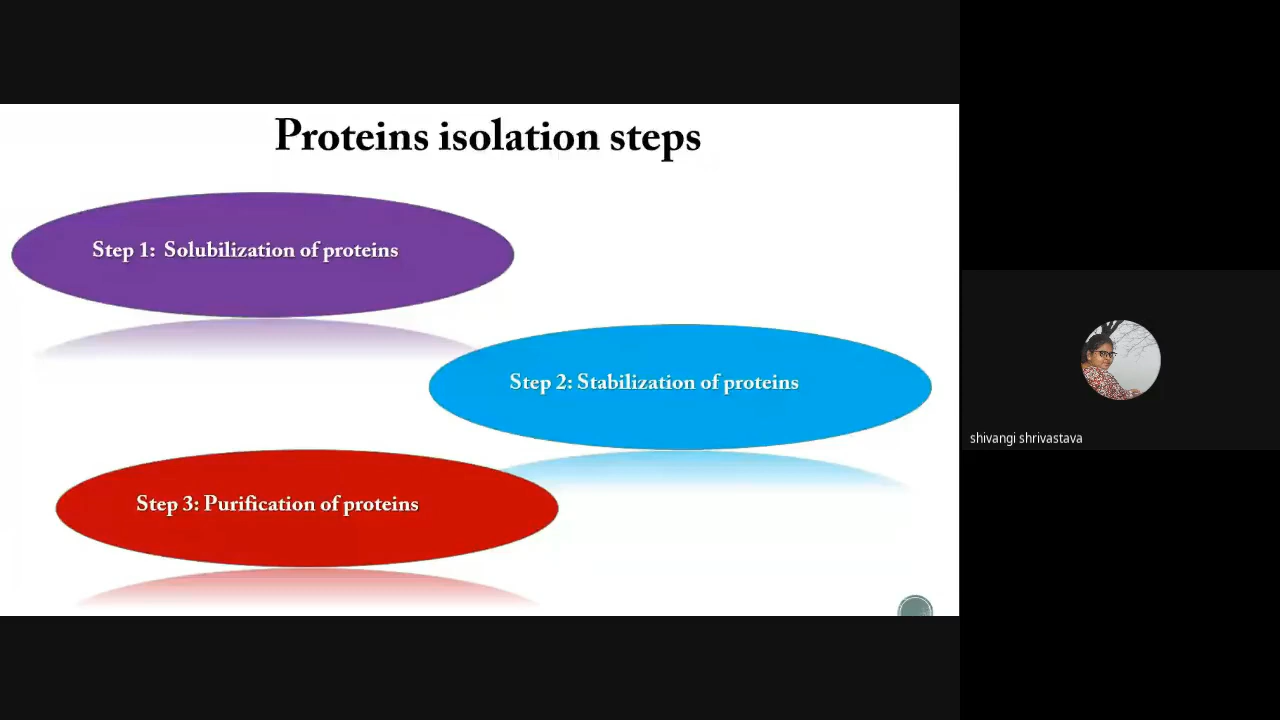 Proteins isolation steps
Step 1:  Solubilization of proteins
Step 2: Stabilization of proteins
Step 3: Purification of proteins
shivangi shrivastava